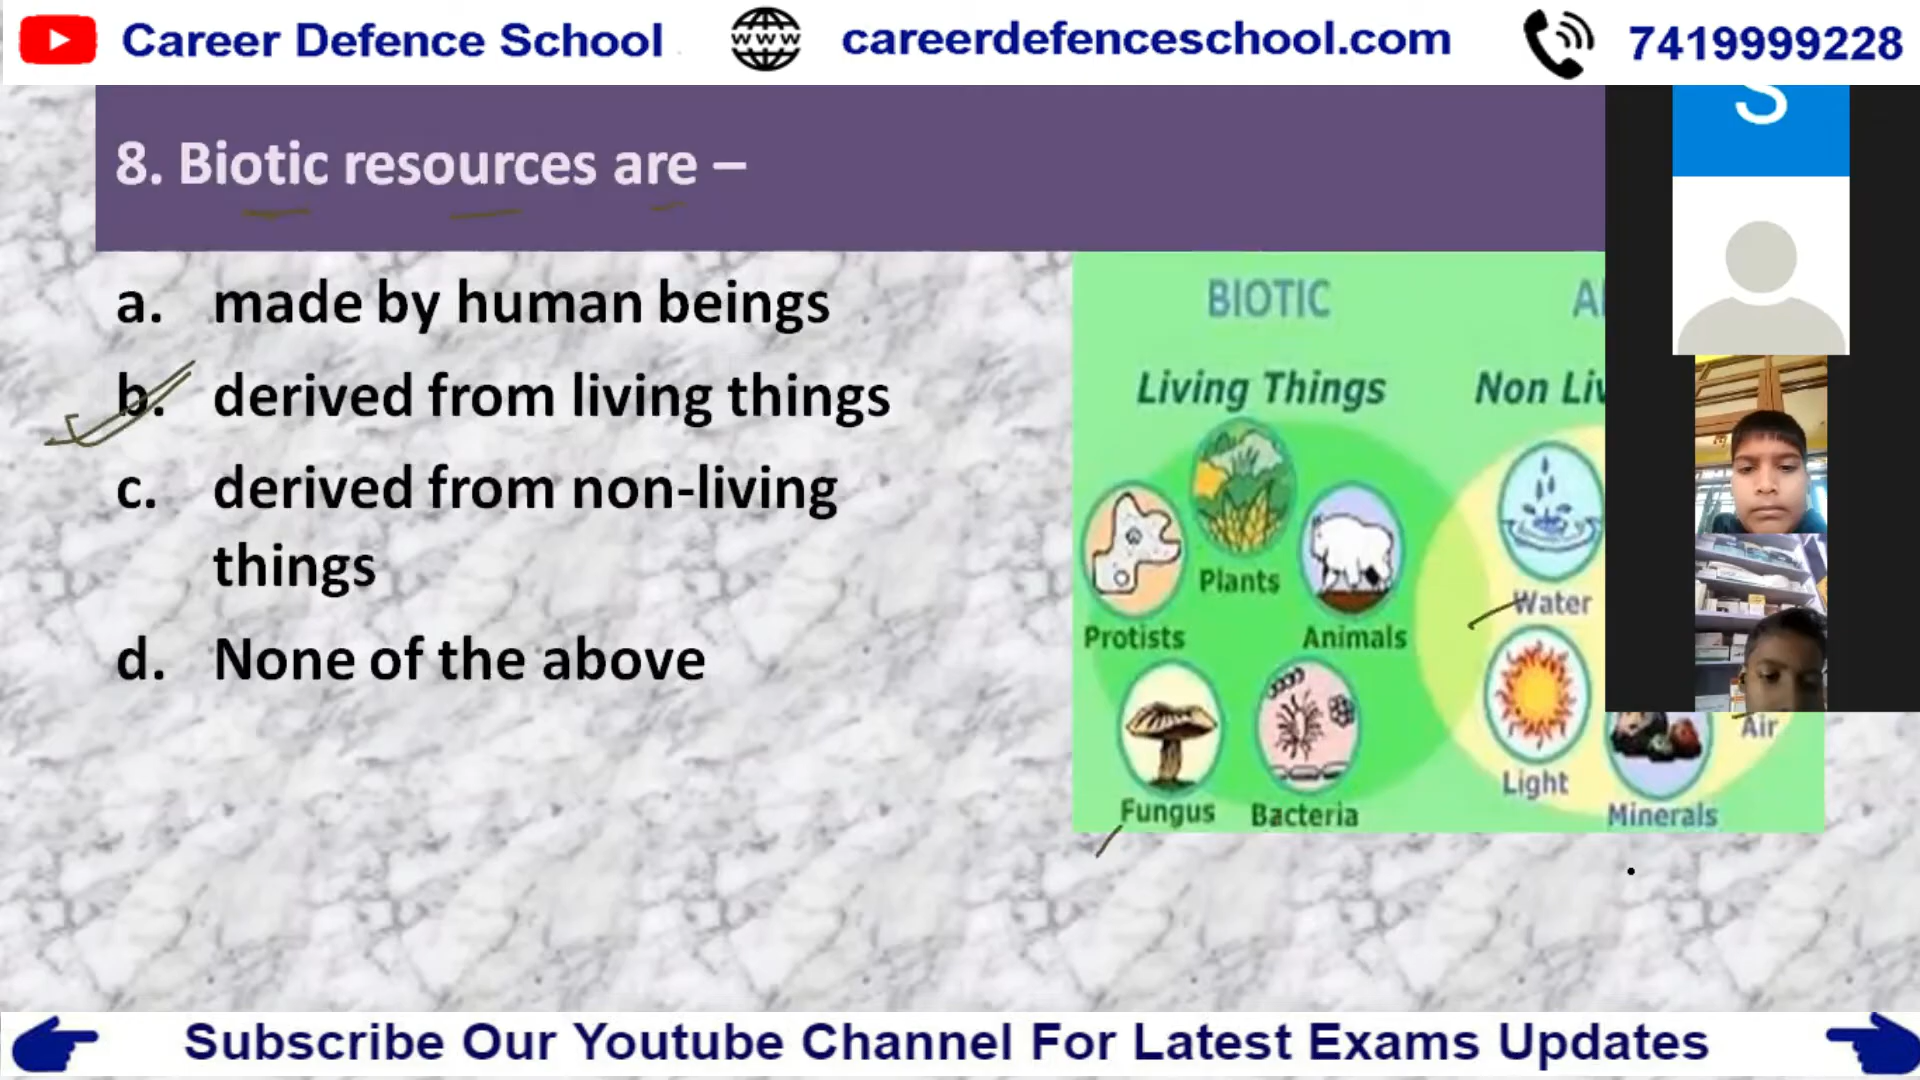 Career Defence School
www
careerdefenceschool.com
7419999228
S
8. Biotic resources are –
a. made by human beings
b. derived from living things
c. derived from non-living
things
d. None of the above
BIOTIC
Living Things
Non Liv
Plants
Protists
Animals
Fungus
Bacteria
Water
Light
Air
Minerals
Subscribe Our Youtube Channel For Latest Exams Updates